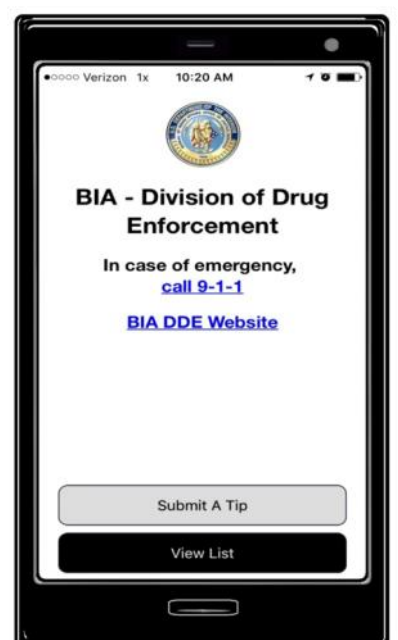 Verizon 1x 10:20 AM
BIA - Division of Drug
Enforcement
In case of emergency,
call 9-1-1
BIA DDE Website
Submit A Tip
View List